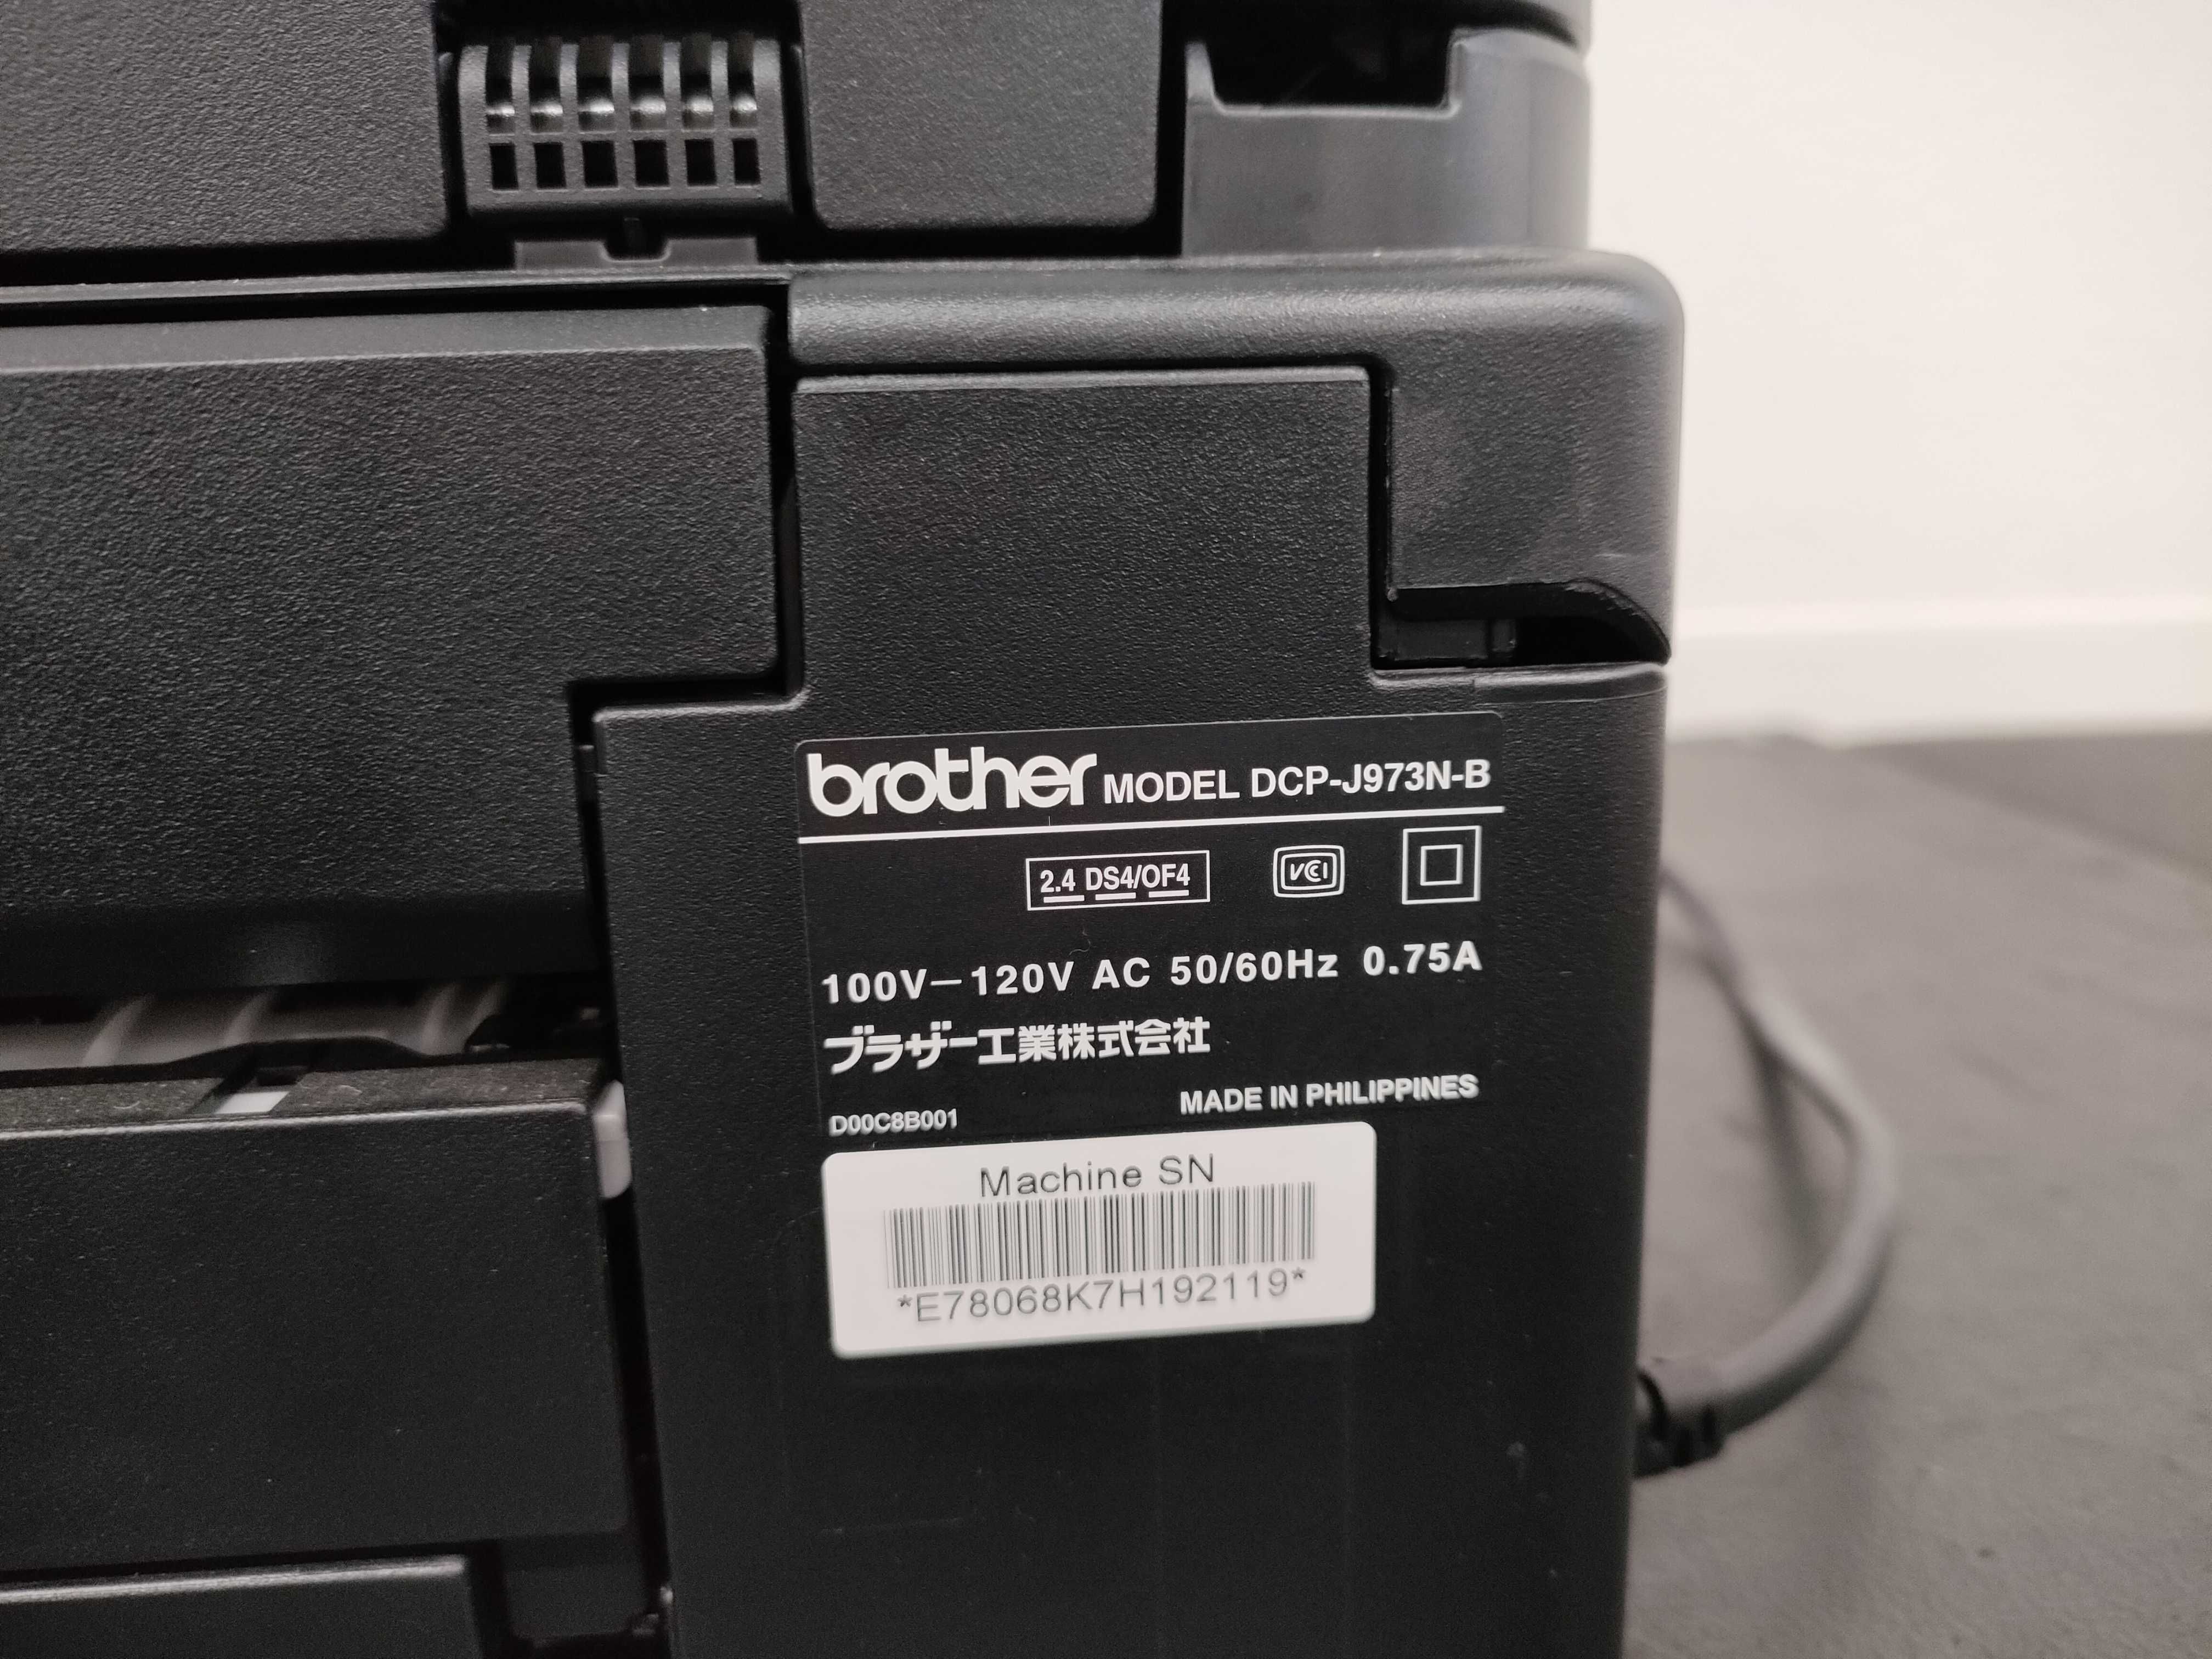 brother MODEL DCP-J973N-B
2.4 DS4/OF4
VCCI
100V－120V AC 50/60Hz 0.75A
ブラザー工業株式会社
D00C8B001 MADE IN PHILIPPINES
Machine SN
*E78068K7H192119*